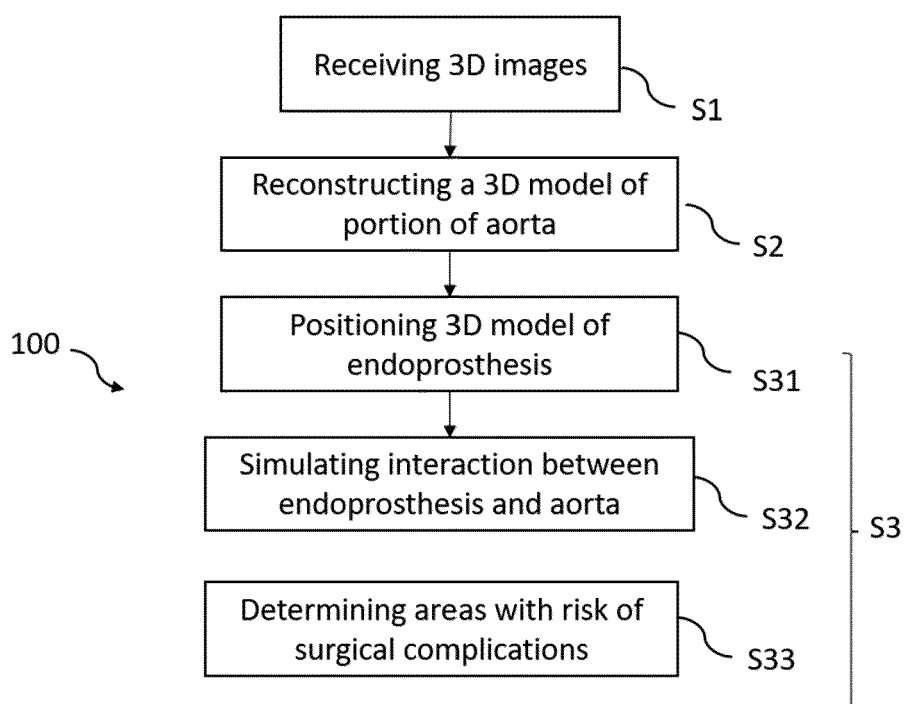 Receiving 3D images
S1
Reconstructing a 3D model of
portion of aorta
S2
Positioning 3D model of
endoprosthesis
100
S31
Simulating interaction between
endoprosthesis and aorta
S32
S3
Determining areas with risk of
surgical complications
S33